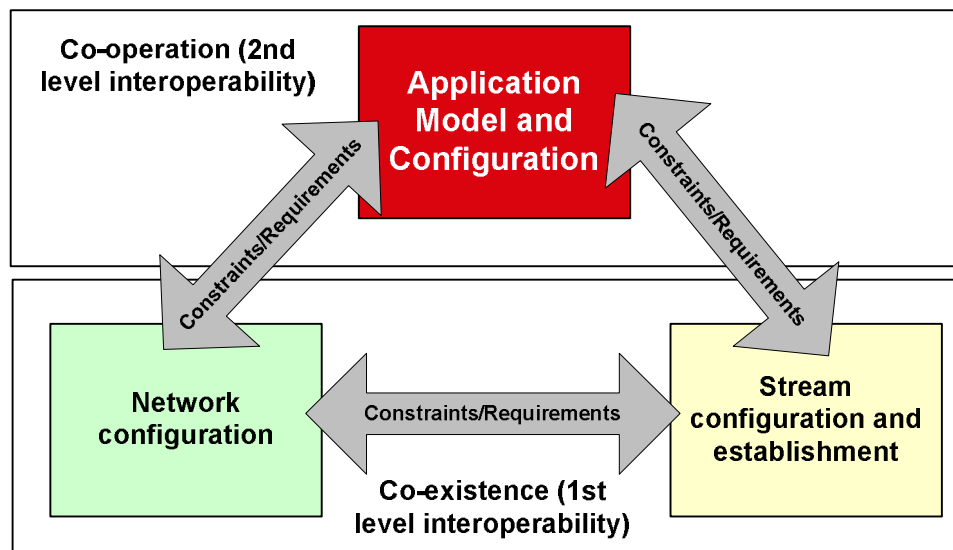 Co-operation (2nd
level interoperability)
Application
Model and
Configuration
Constraints/Requirements
Constraints/Requirements
Network
configuration
Constraints/Requirements
Stream
configuration and
establishment
Co-existence (1st
level interoperability)